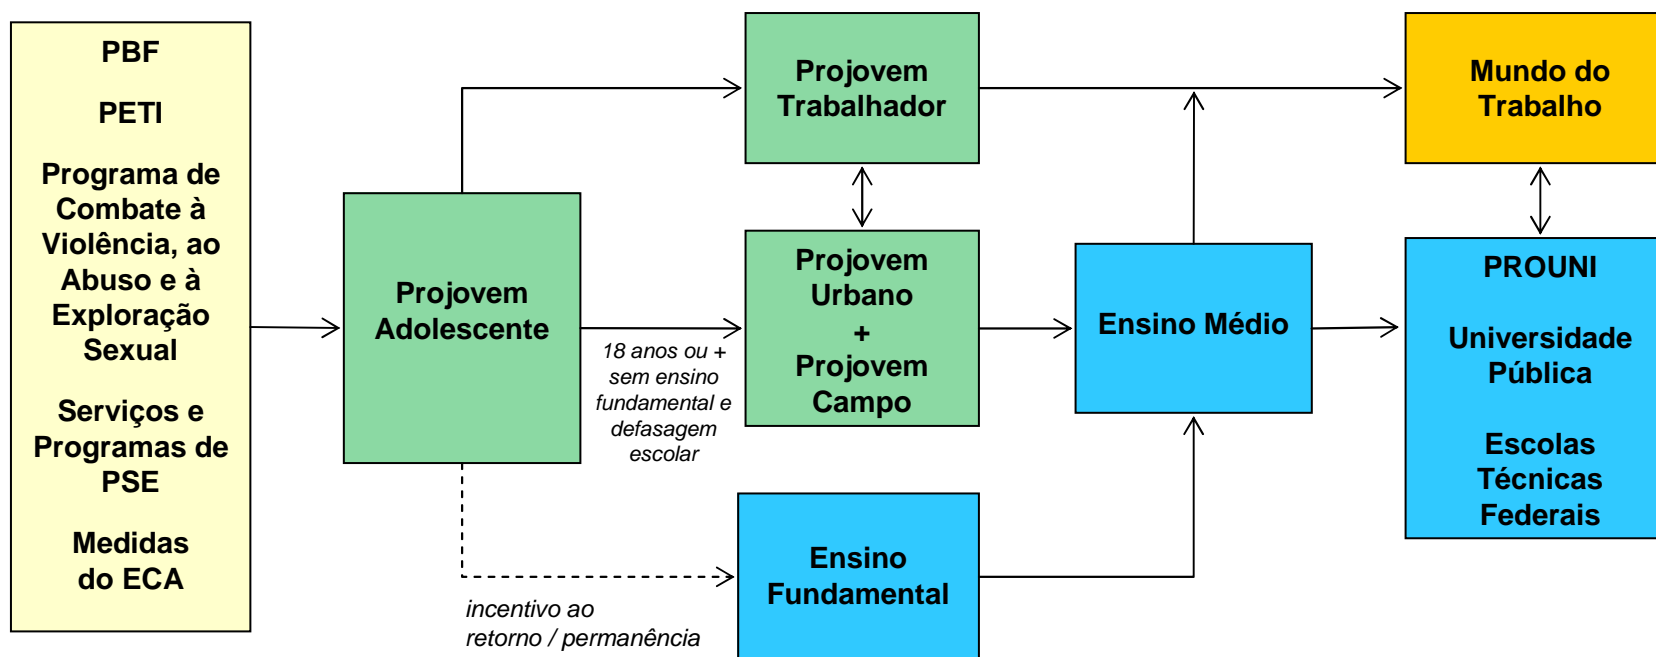 PBF
PETI
Programa de
Combate à
Violência, ao
Abuso e à
Exploração
Sexual
Serviços e
Programas de
PSE
Medidas
do ECA
Projovem
Adolescente
Projovem
Trabalhador
18 anos ou +
sem ensino
fundamental e
defasagem
escolar
Projovem
Urbano
+
Projovem
Campo
incentivo ao
retorno / permanência
Ensino
Fundamental
Ensino Médio
Mundo do
Trabalho
PROUNI
Universidade
Pública
Escolas
Técnicas
Federais